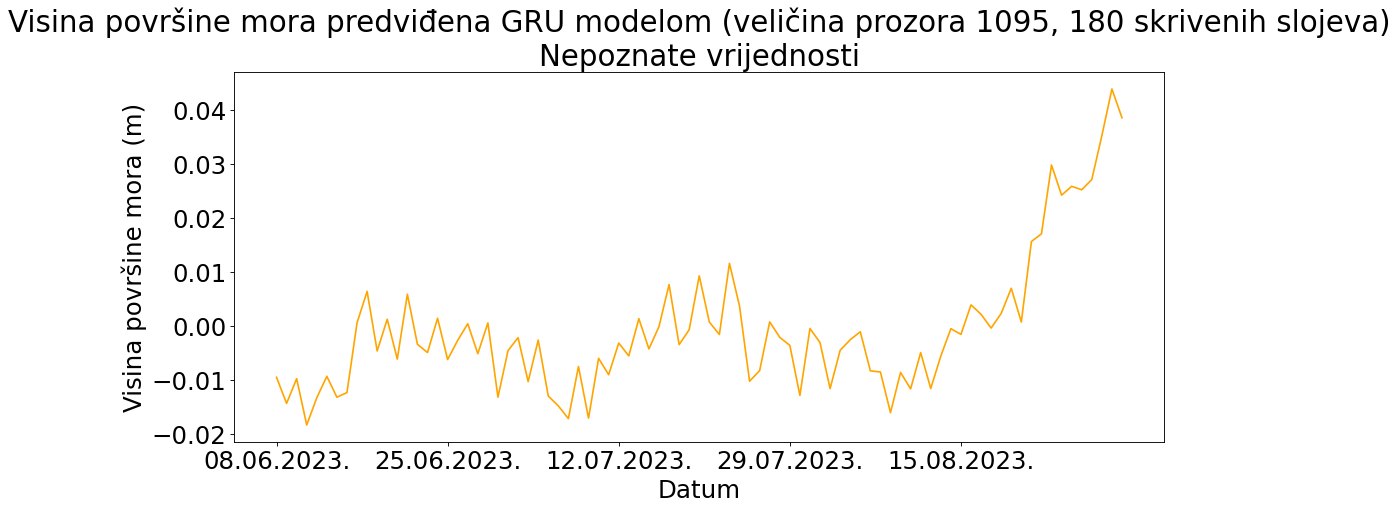 Visina površine mora predviđena GRU modelom (veličina prozora 1095, 180 skrivenih slojeva)
Nepoznate vrijednosti
Visina površine mora (m)
0.04
0.03
0.02
0.01
0.00
−0.01
−0.02
08.06.2023. 25.06.2023. 12.07.2023. 29.07.2023. 15.08.2023.
Datum